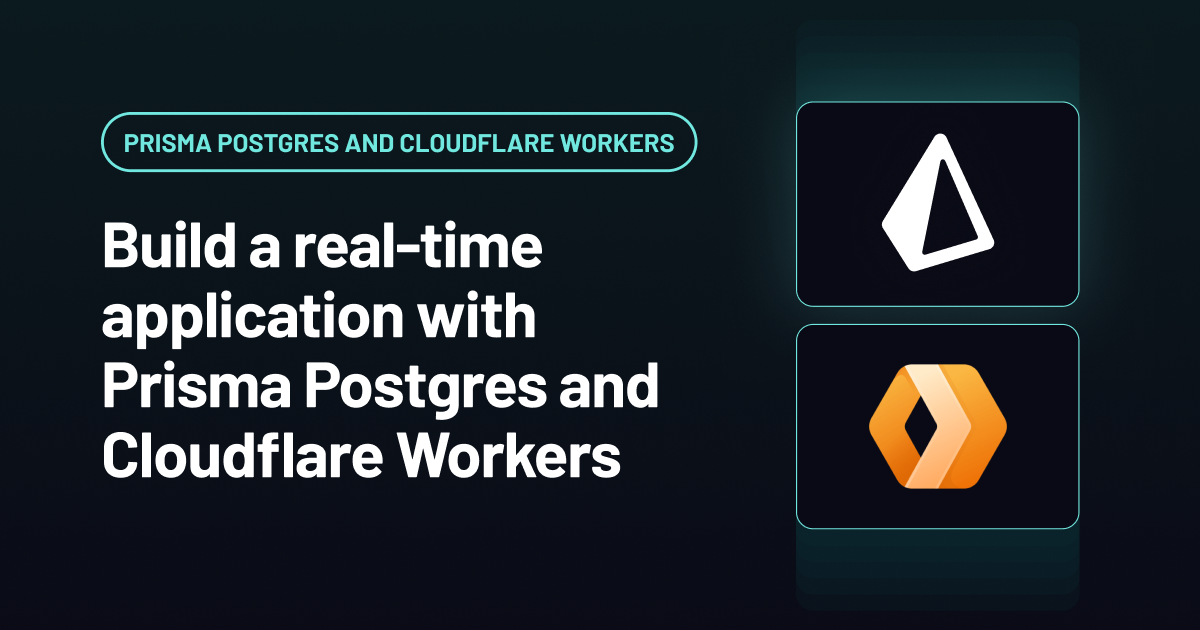 PRISMA POSTGRES AND CLOUDFLARE WORKERS
Build a real-time
application with
Prisma Postgres and
Cloudflare Workers